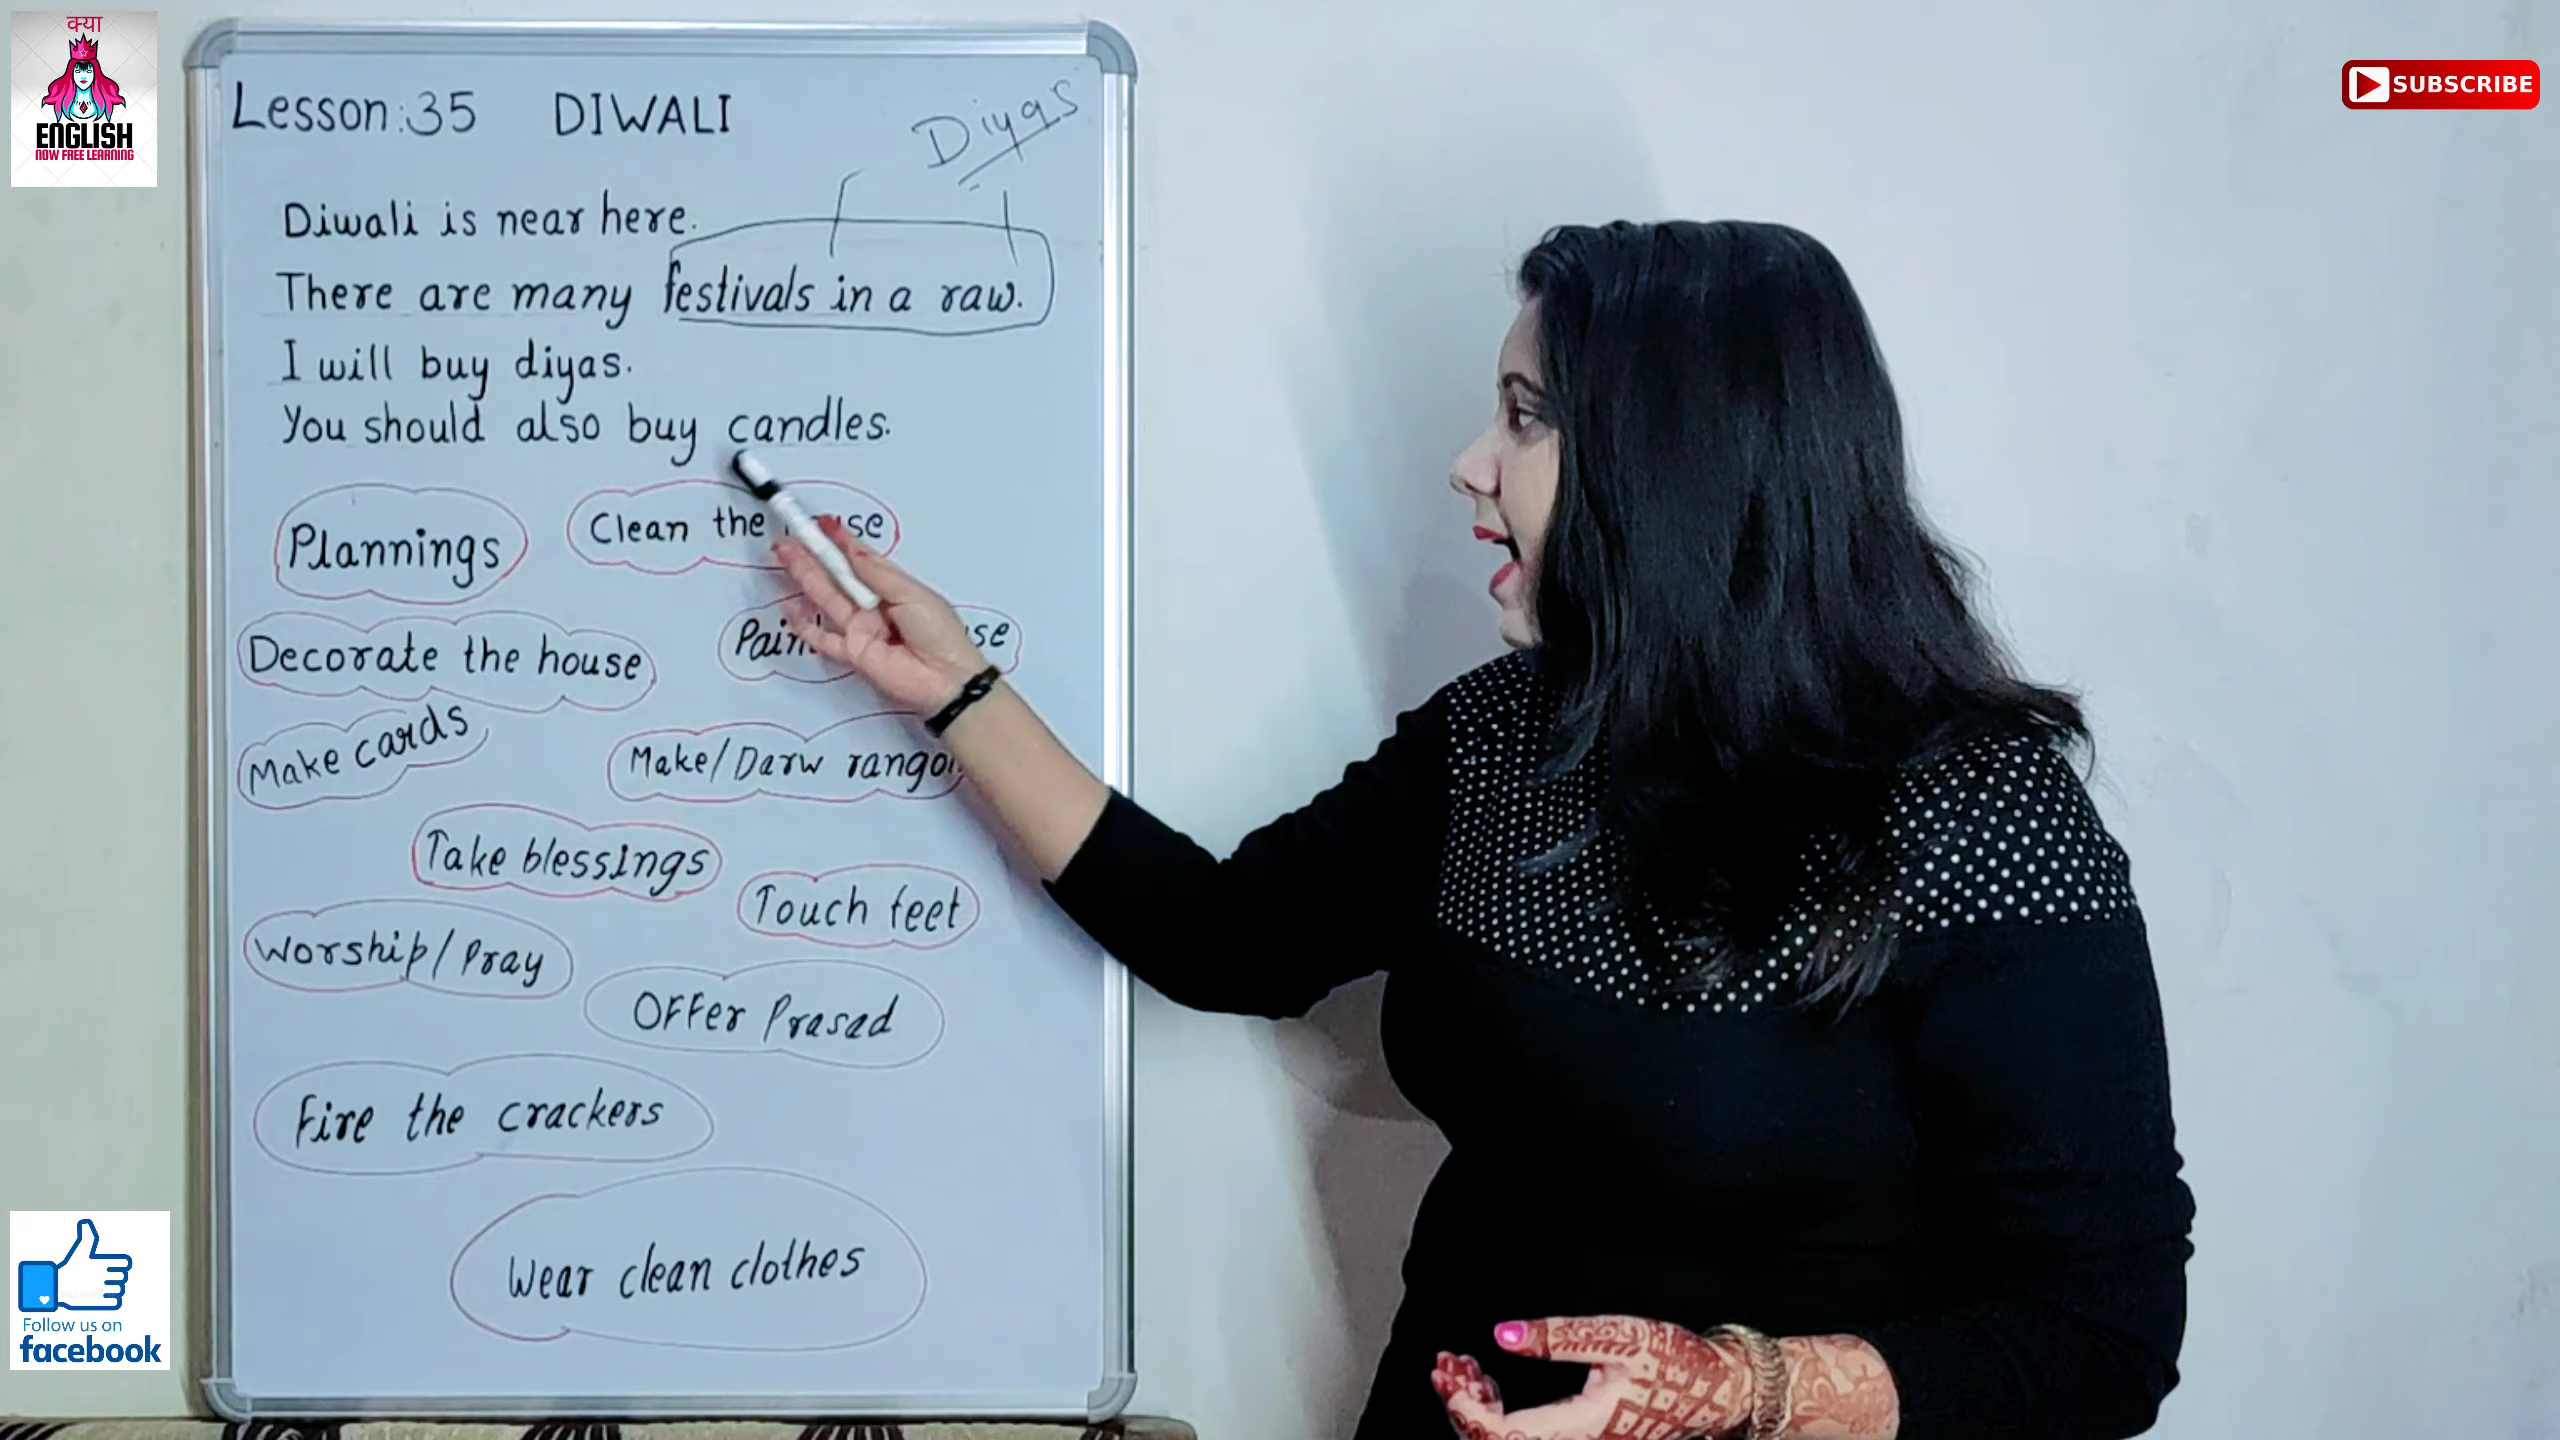 क्या
ENGLISH
NOW FREE LEARNING
SUBSCRIBE
Lesson:35 DIWALI
Diyas
Diwali is near here.
There are many festivals in a raw.
I will buy diyas.
You should also buy candles.
Plannings
Clean the
Decorate the house
Make cards
Make/Darw
Take blessings
Touch feet
Worship/Pray
Offer Prasad
Fire the crackers
Wear clean clothes
Follow us on
facebook